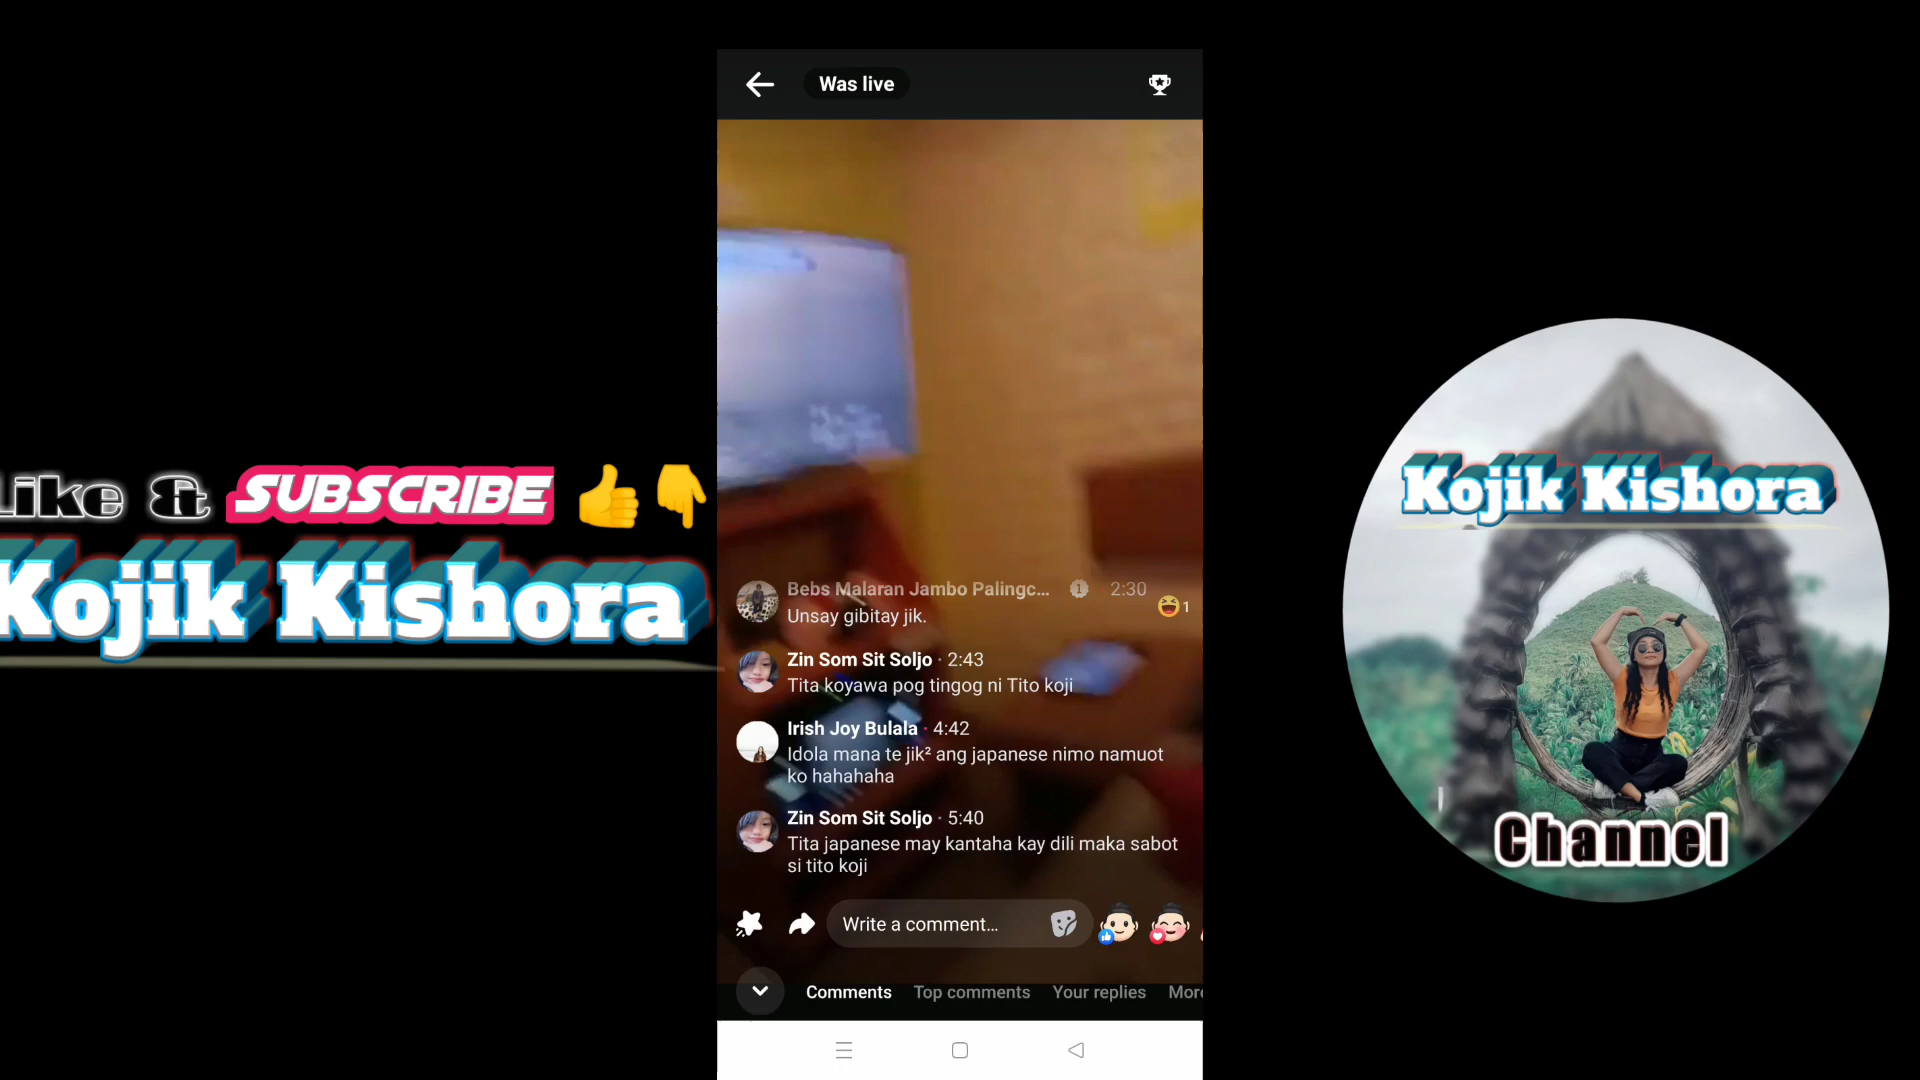 Was live
Bebs Malaran Jambo Palingc... 1 2:30
Unsay gibitay jik.
1
Zin Som Sit Soljo · 2:43
Tita koyawa pog tingog ni Tito koji
Irish Joy Bulala · 4:42
Idola mana te jik² ang japanese nimo namuot
ko hahahaha
Zin Som Sit Soljo · 5:40
Tita japanese may kantaha kay dili maka sabot
si tito koji
Write a comment...
Comments Top comments Your replies More
Like & SUBSCRIBE 👍👇
Kojik Kishora
Kojik Kishora
Channel